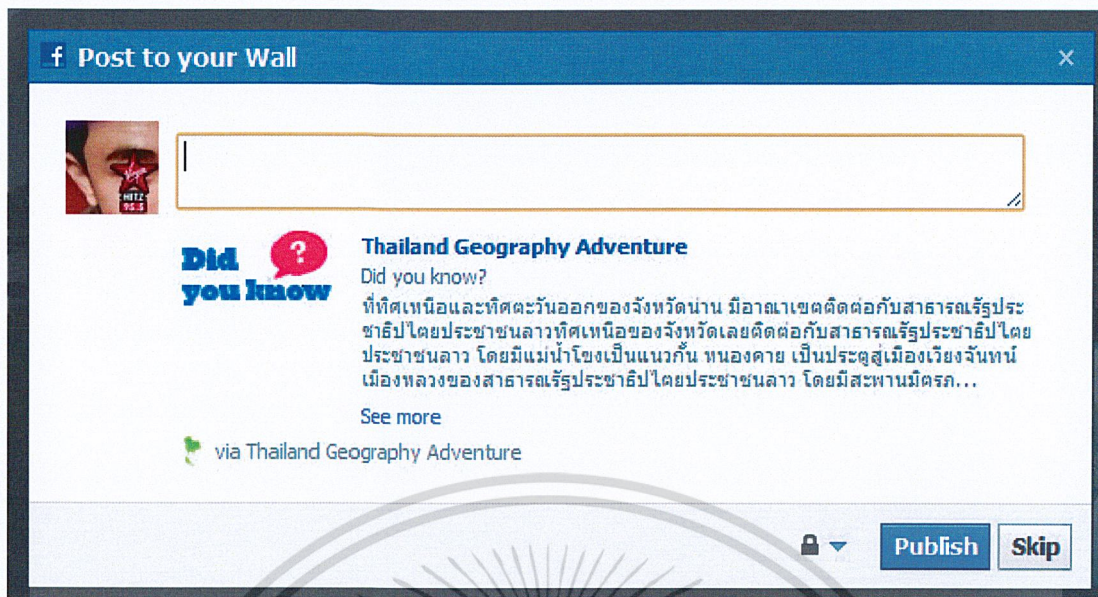 f Post to your Wall ×
Virgin
HITZ
95.5
Did
you know
?
Thailand Geography Adventure
Did you know?
ที่ทิศเหนือและทิศตะวันออกของจังหวัดน่าน มีอาณาเขตติดต่อกับสาธารณรัฐประ
ชาธิปไตยประชาชนลาวทิศเหนือของจังหวัดเลยติดต่อกับสาธารณรัฐประชาธิปไตย
ประชาชนลาว โดยมีแม่น้ำโขงเป็นแนวกั้น หนองคาย เป็นประตูสู่เมืองเวียงจันทน์
เมืองหลวงของสาธารณรัฐประชาธิปไตยประชาชนลาว โดยมีสะพานมิตรภ...
See more
via Thailand Geography Adventure
Publish
Skip